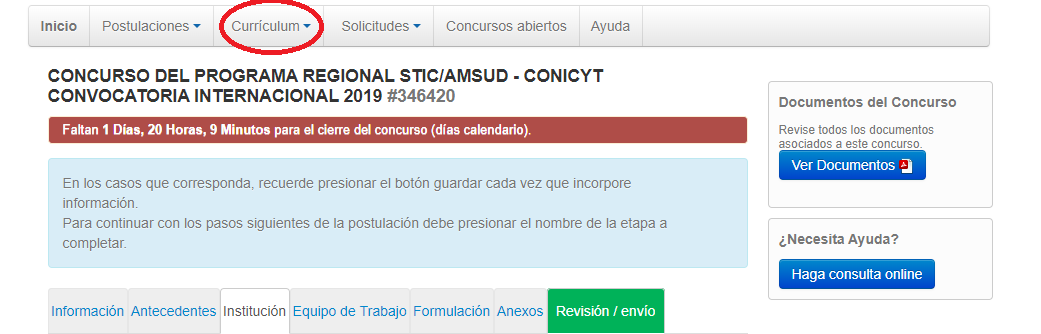 Inicio Postulaciones Currículum Solicitudes Concursos abiertos Ayuda
CONCURSO DEL PROGRAMA REGIONAL STIC/AMSUD - CONICYT
CONVOCATORIA INTERNACIONAL 2019 #346420
Faltan 1 Días, 20 Horas, 9 Minutos para el cierre del concurso (días calendario).
En los casos que corresponda, recuerde presionar el botón guardar cada vez que incorpore
información.
Para continuar con los pasos siguientes de la postulación debe presionar el nombre de la etapa a
completar.
Información Antecedentes Institución Equipo de Trabajo Formulación Anexos Revisión / envío
Documentos del Concurso
Revise todos los documentos
asociados a este concurso.
Ver Documentos
¿Necesita Ayuda?
Haga consulta online